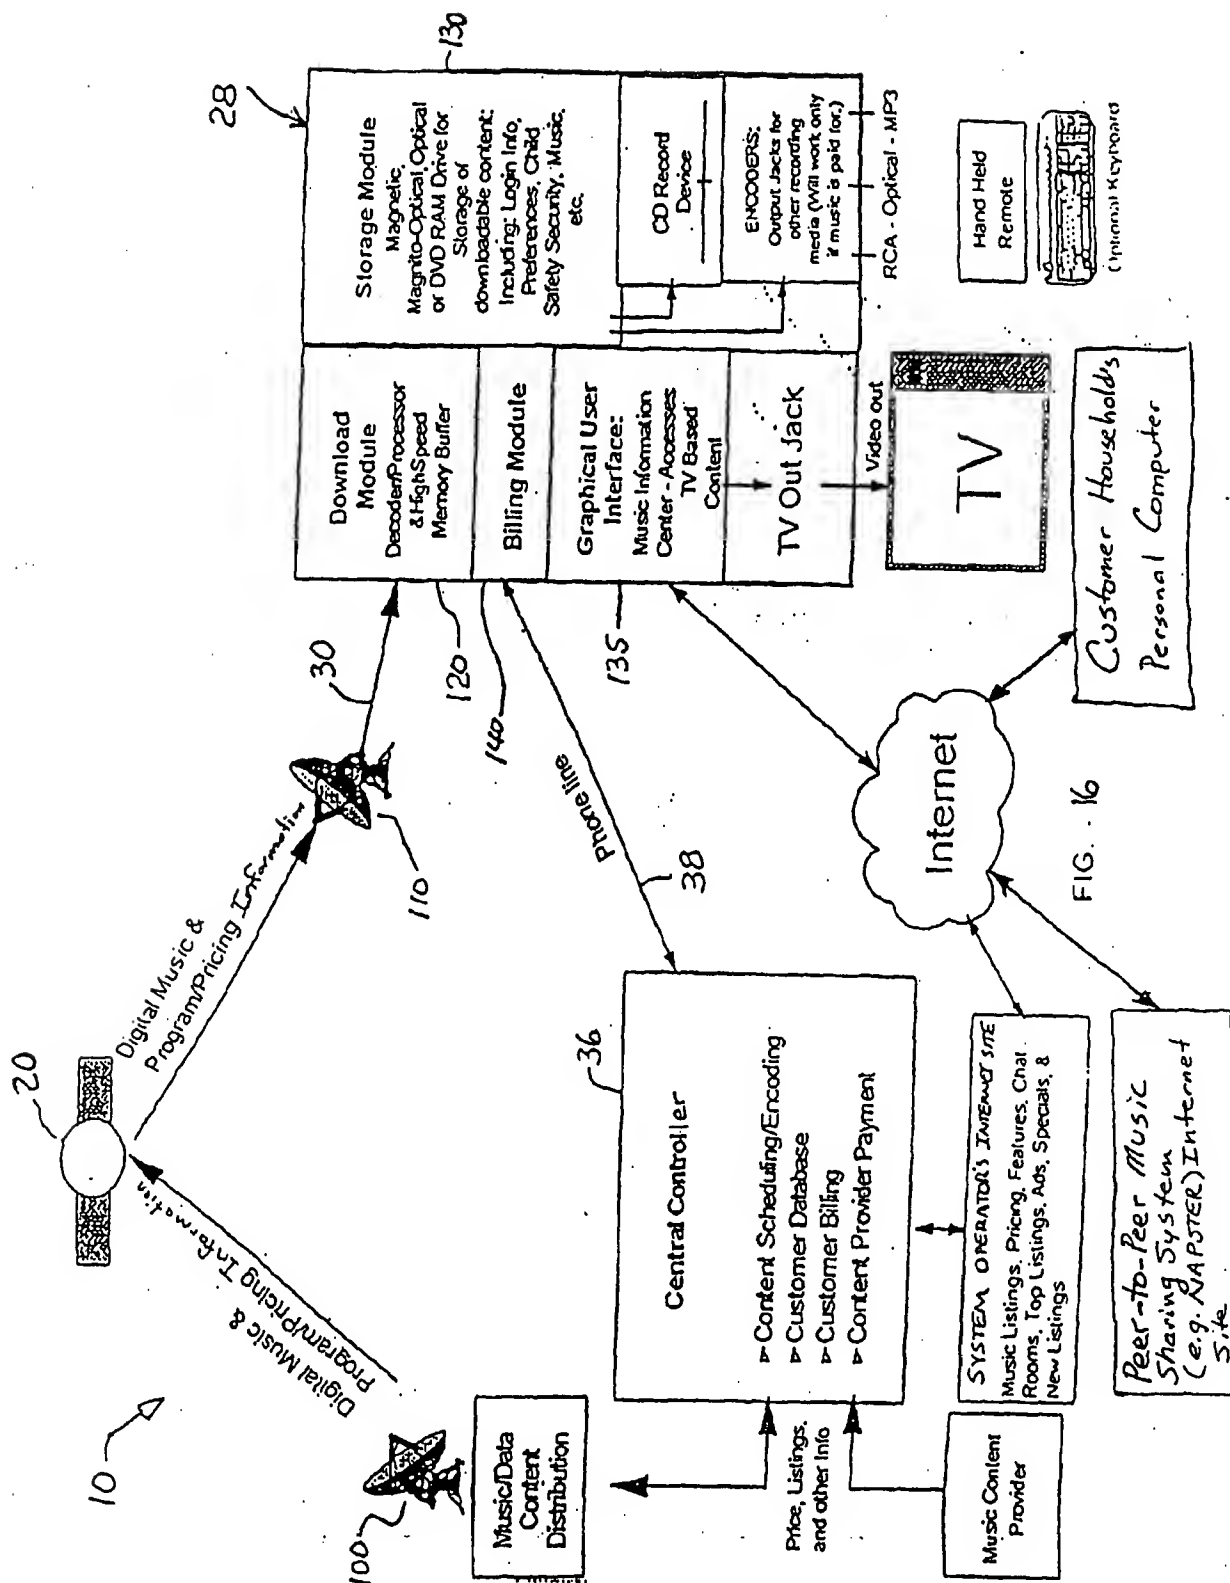 10
20
Digital Music &
Program/Pricing Information
Digital Music &
Program/Pricing Information
100
110
30
Music/Data
Content
Distribution
28
130
Download
Module
Decoder/Processor
& High Speed
Memory Buffer
120
Billing Module
140
Graphical User
Interface:
Music Information
Center - Accesses
TV Based
Content
135
TV Out Jack
Video out
TV
Storage Module
Magnetic,
Magnito-Optical, Optical
or DVD RAM Drive for
Storage of
downloadable content:
Including: Login Info,
Preferences, Child
Safety Security, Music,
etc.
CD Record
Device
ENCODERS:
Output Jacks for
other recording
media (Will work only
if music is paid for.)
RCA - Optical - MP3
Hand Held
Remote
Optional Keyboard
Phone line
38
36
Central Controller
▻ Content Scheduling/Encoding
▻ Customer Database
▻ Customer Billing
▻ Content Provider Payment
Price, Listings,
and other Info
Music Content
Provider
SYSTEM OPERATOR'S INTERNET SITE
Music Listings, Pricing, Features, Chat
Rooms, Top Listings, Ads, Specials, &
New Listings
Peer-to-Peer Music
Sharing System
(e.g. NAPSTER) Internet
Site
Internet
Customer Household's
Personal Computer
FIG. 16